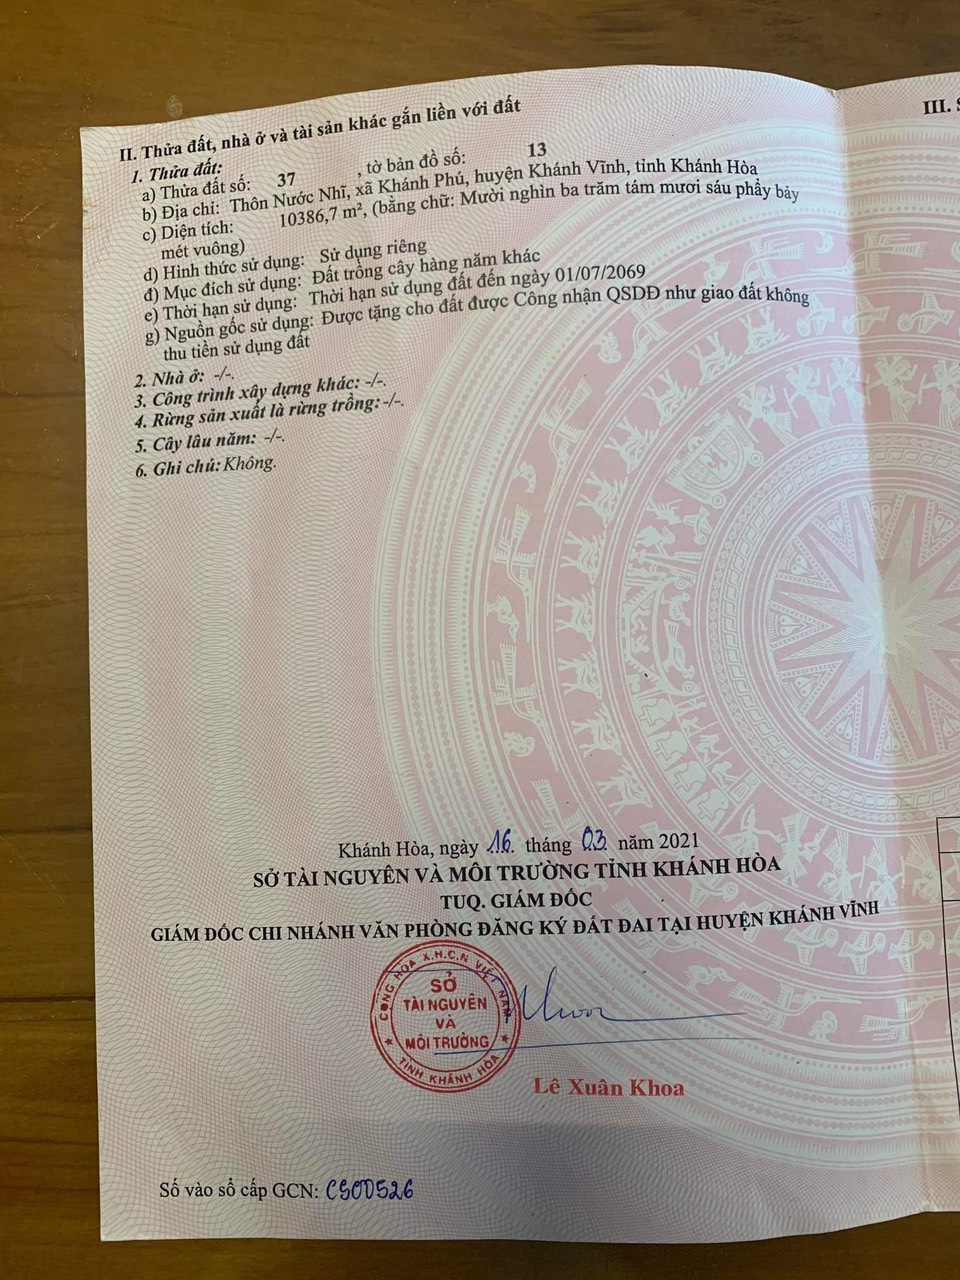 II. Thửa đất, nhà ở và tài sản khác gắn liền với đất
1. Thửa đất:
a) Thửa đất số: 37 , tờ bản đồ số: 13
b) Địa chỉ: Thôn Nước Nhĩ, xã Khánh Phú, huyện Khánh Vĩnh, tỉnh Khánh Hòa
c) Diện tích: 10386,7 m², (bằng chữ: Mười nghìn ba trăm tám mươi sáu phẩy bảy
mét vuông)
d) Hình thức sử dụng: Sử dụng riêng
đ) Mục đích sử dụng: Đất trồng cây hàng năm khác
e) Thời hạn sử dụng: Thời hạn sử dụng đất đến ngày 01/07/2069
g) Nguồn gốc sử dụng: Được tặng cho đất được Công nhận QSDĐ như giao đất không
thu tiền sử dụng đất
2. Nhà ở: -/-.
3. Công trình xây dựng khác: -/-.
4. Rừng sản xuất là rừng trồng: -/-.
5. Cây lâu năm: -/-.
6. Ghi chú: Không.
III. S
Khánh Hòa, ngày 16 tháng 03 năm 2021
SỞ TÀI NGUYÊN VÀ MÔI TRƯỜNG TỈNH KHÁNH HÒA
TUQ. GIÁM ĐỐC
GIÁM ĐỐC CHI NHÁNH VĂN PHÒNG ĐĂNG KÝ ĐẤT ĐAI TẠI HUYỆN KHÁNH VĨNH
CỘNG HÒA X.H.C.N VIỆT NAM
SỞ
TÀI NGUYÊN
VÀ
MÔI TRƯỜNG
TỈNH KHÁNH HÒA
Lê Xuân Khoa
Số vào sổ cấp GCN: CS00526